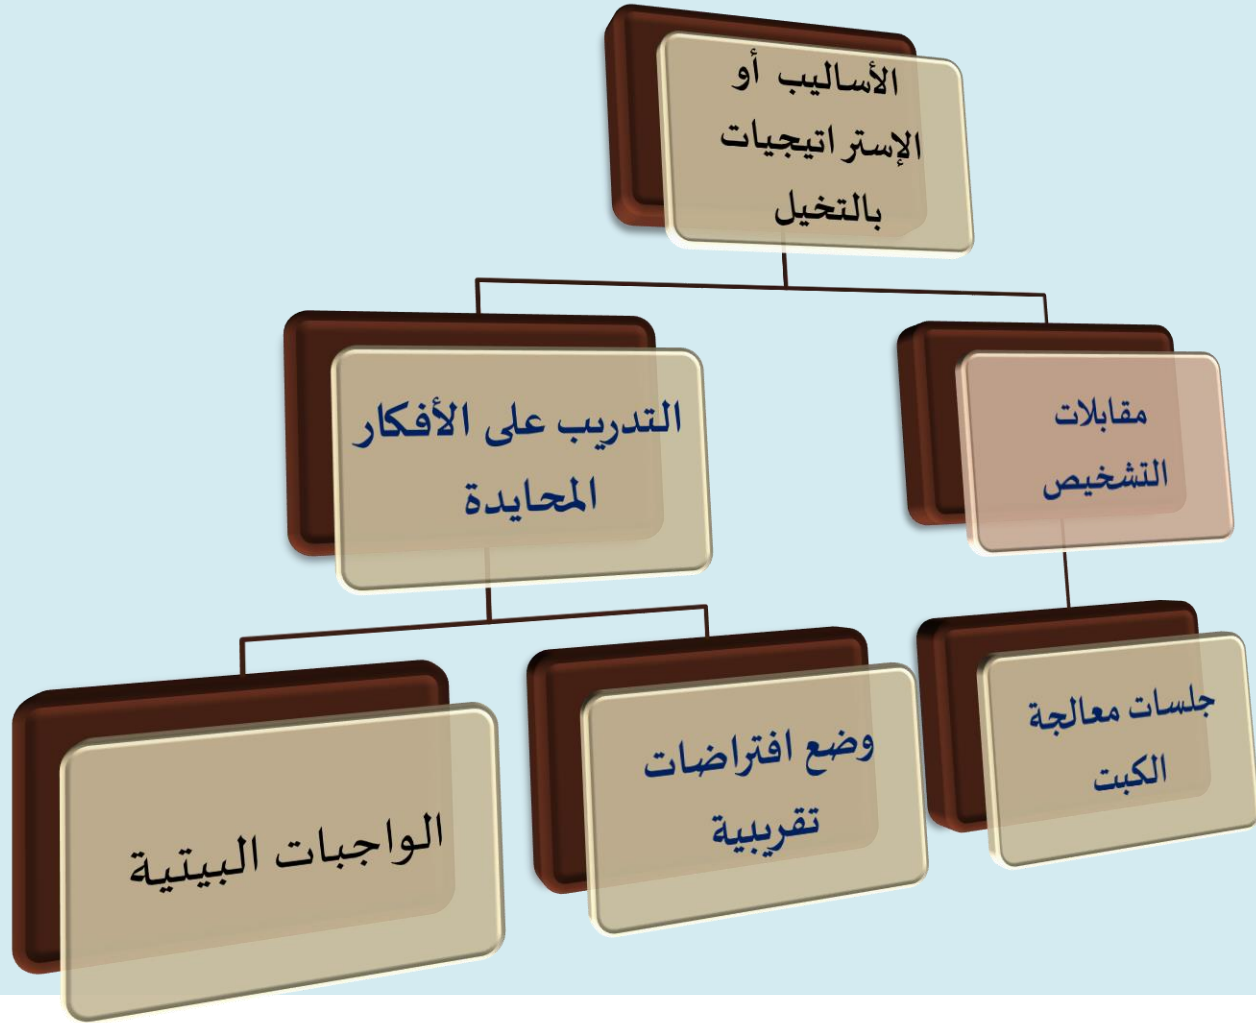 الأساليب أو
الإستراتيجيات
بالتخيل
مقابلات
التشخيص
التدريب على الأفكار
المحايدة
جلسات معالجة
الكبت
وضع افتراضات
تقريبية
الواجبات البيتية